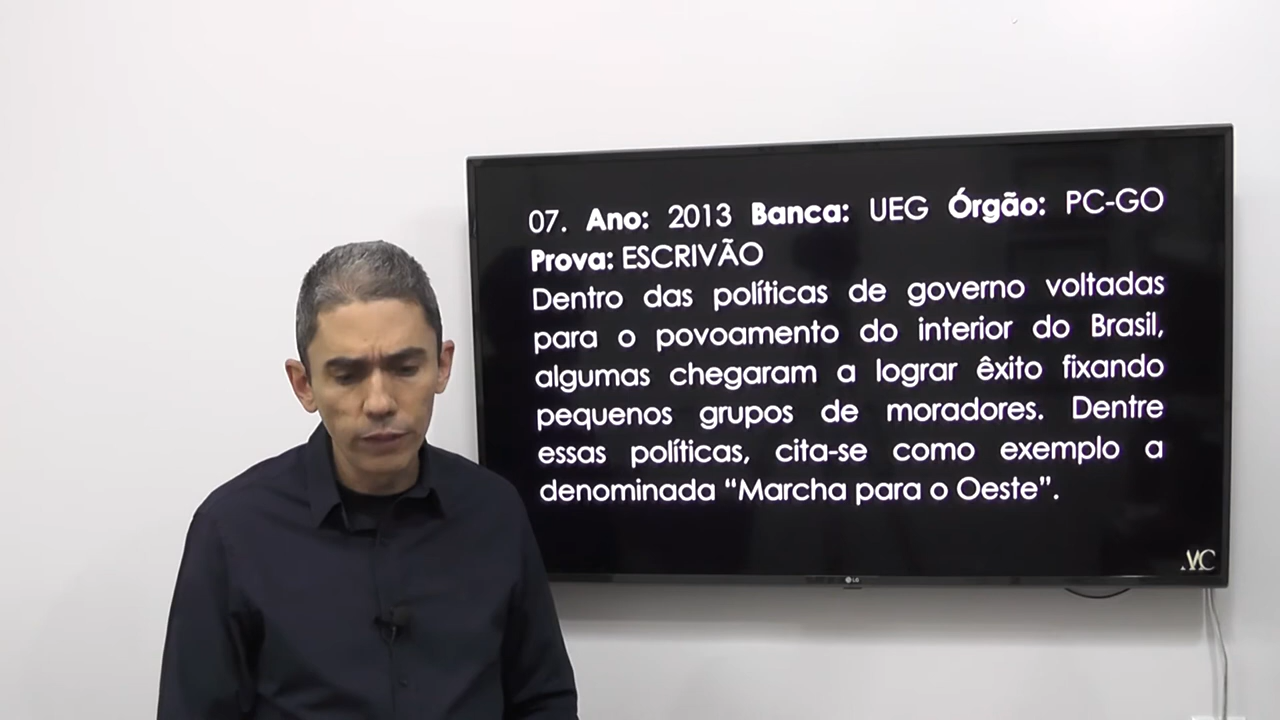 07. Ano: 2013 Banca: UEG Órgão: PC-GO
Prova: ESCRIVÃO
Dentro das políticas de governo voltadas
para o povoamento do interior do Brasil,
algumas chegaram a lograr êxito fixando
pequenos grupos de moradores. Dentre
essas políticas, cita-se como exemplo a
denominada “Marcha para o Oeste”.
MC
LG